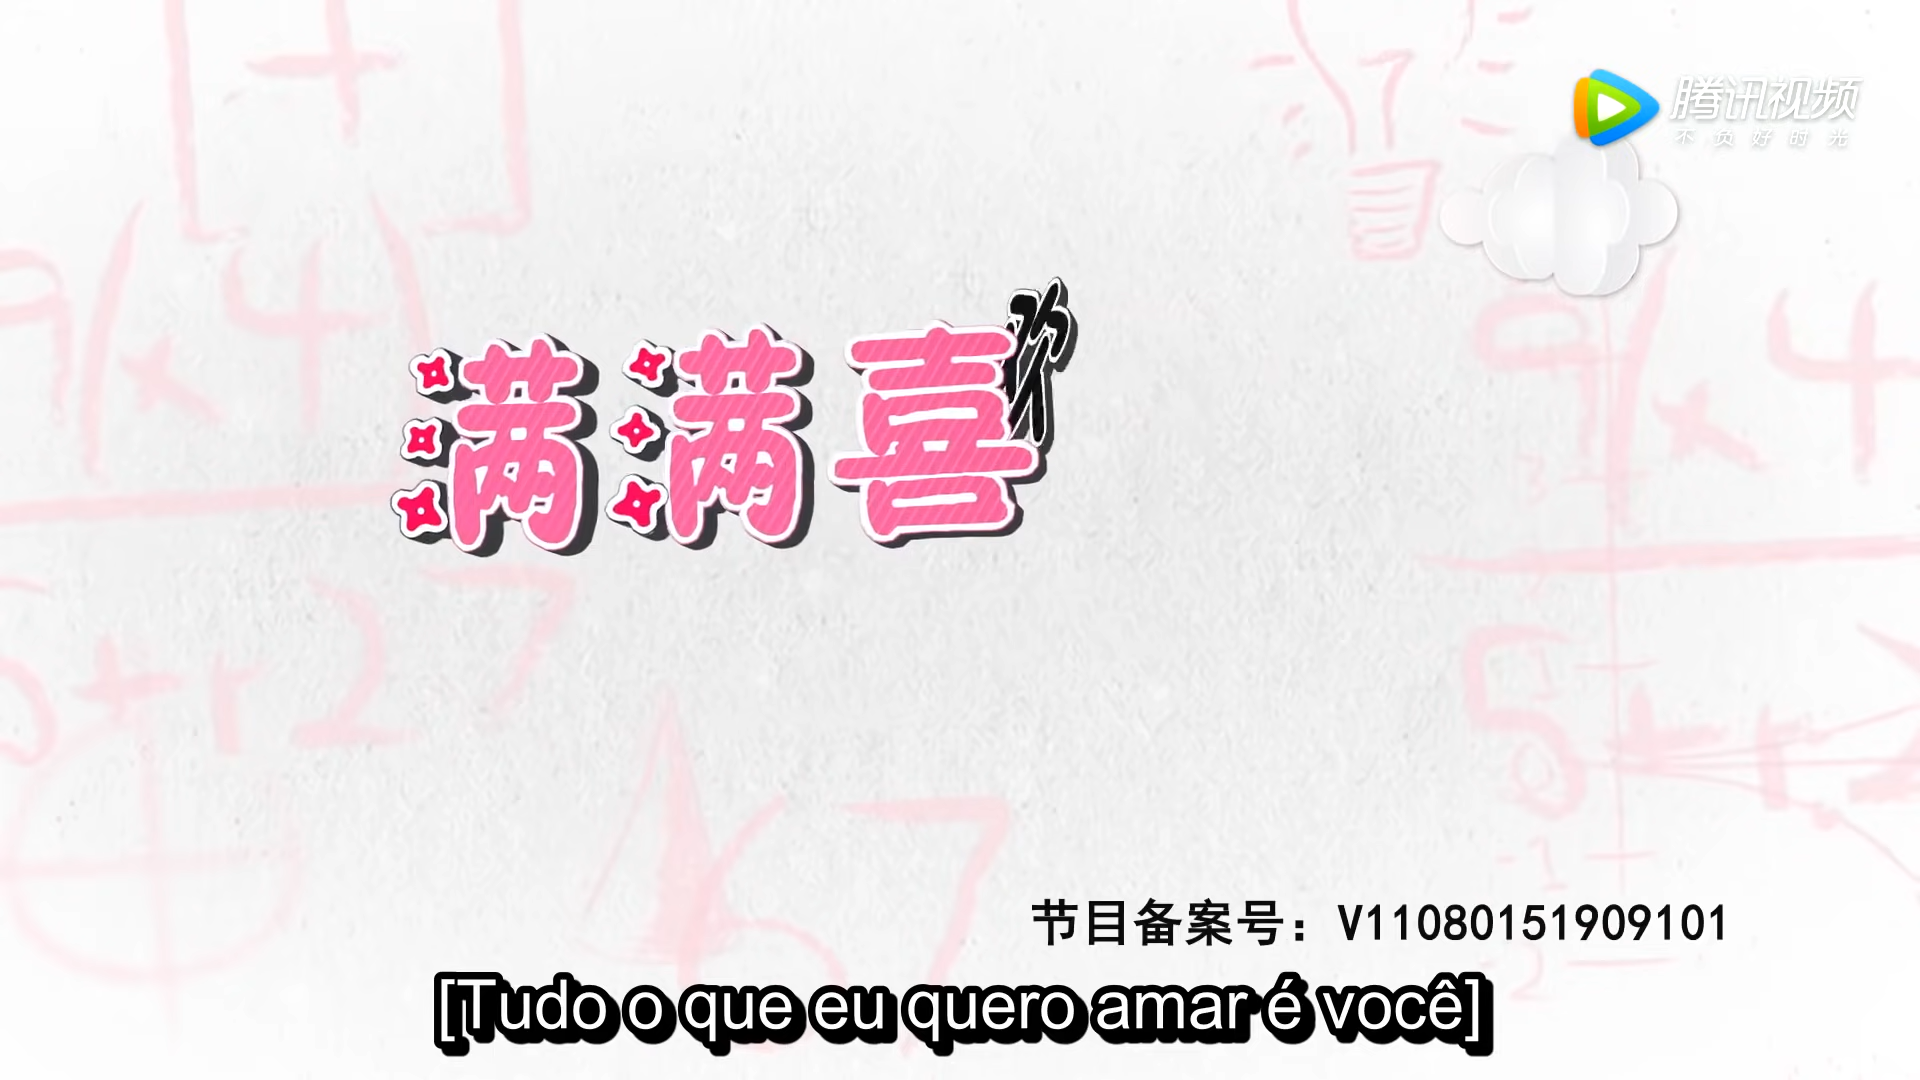 腾讯视频
不负好时光
满满喜欢
节目备案号：V11080151909101
[Tudo o que eu quero amar é você]